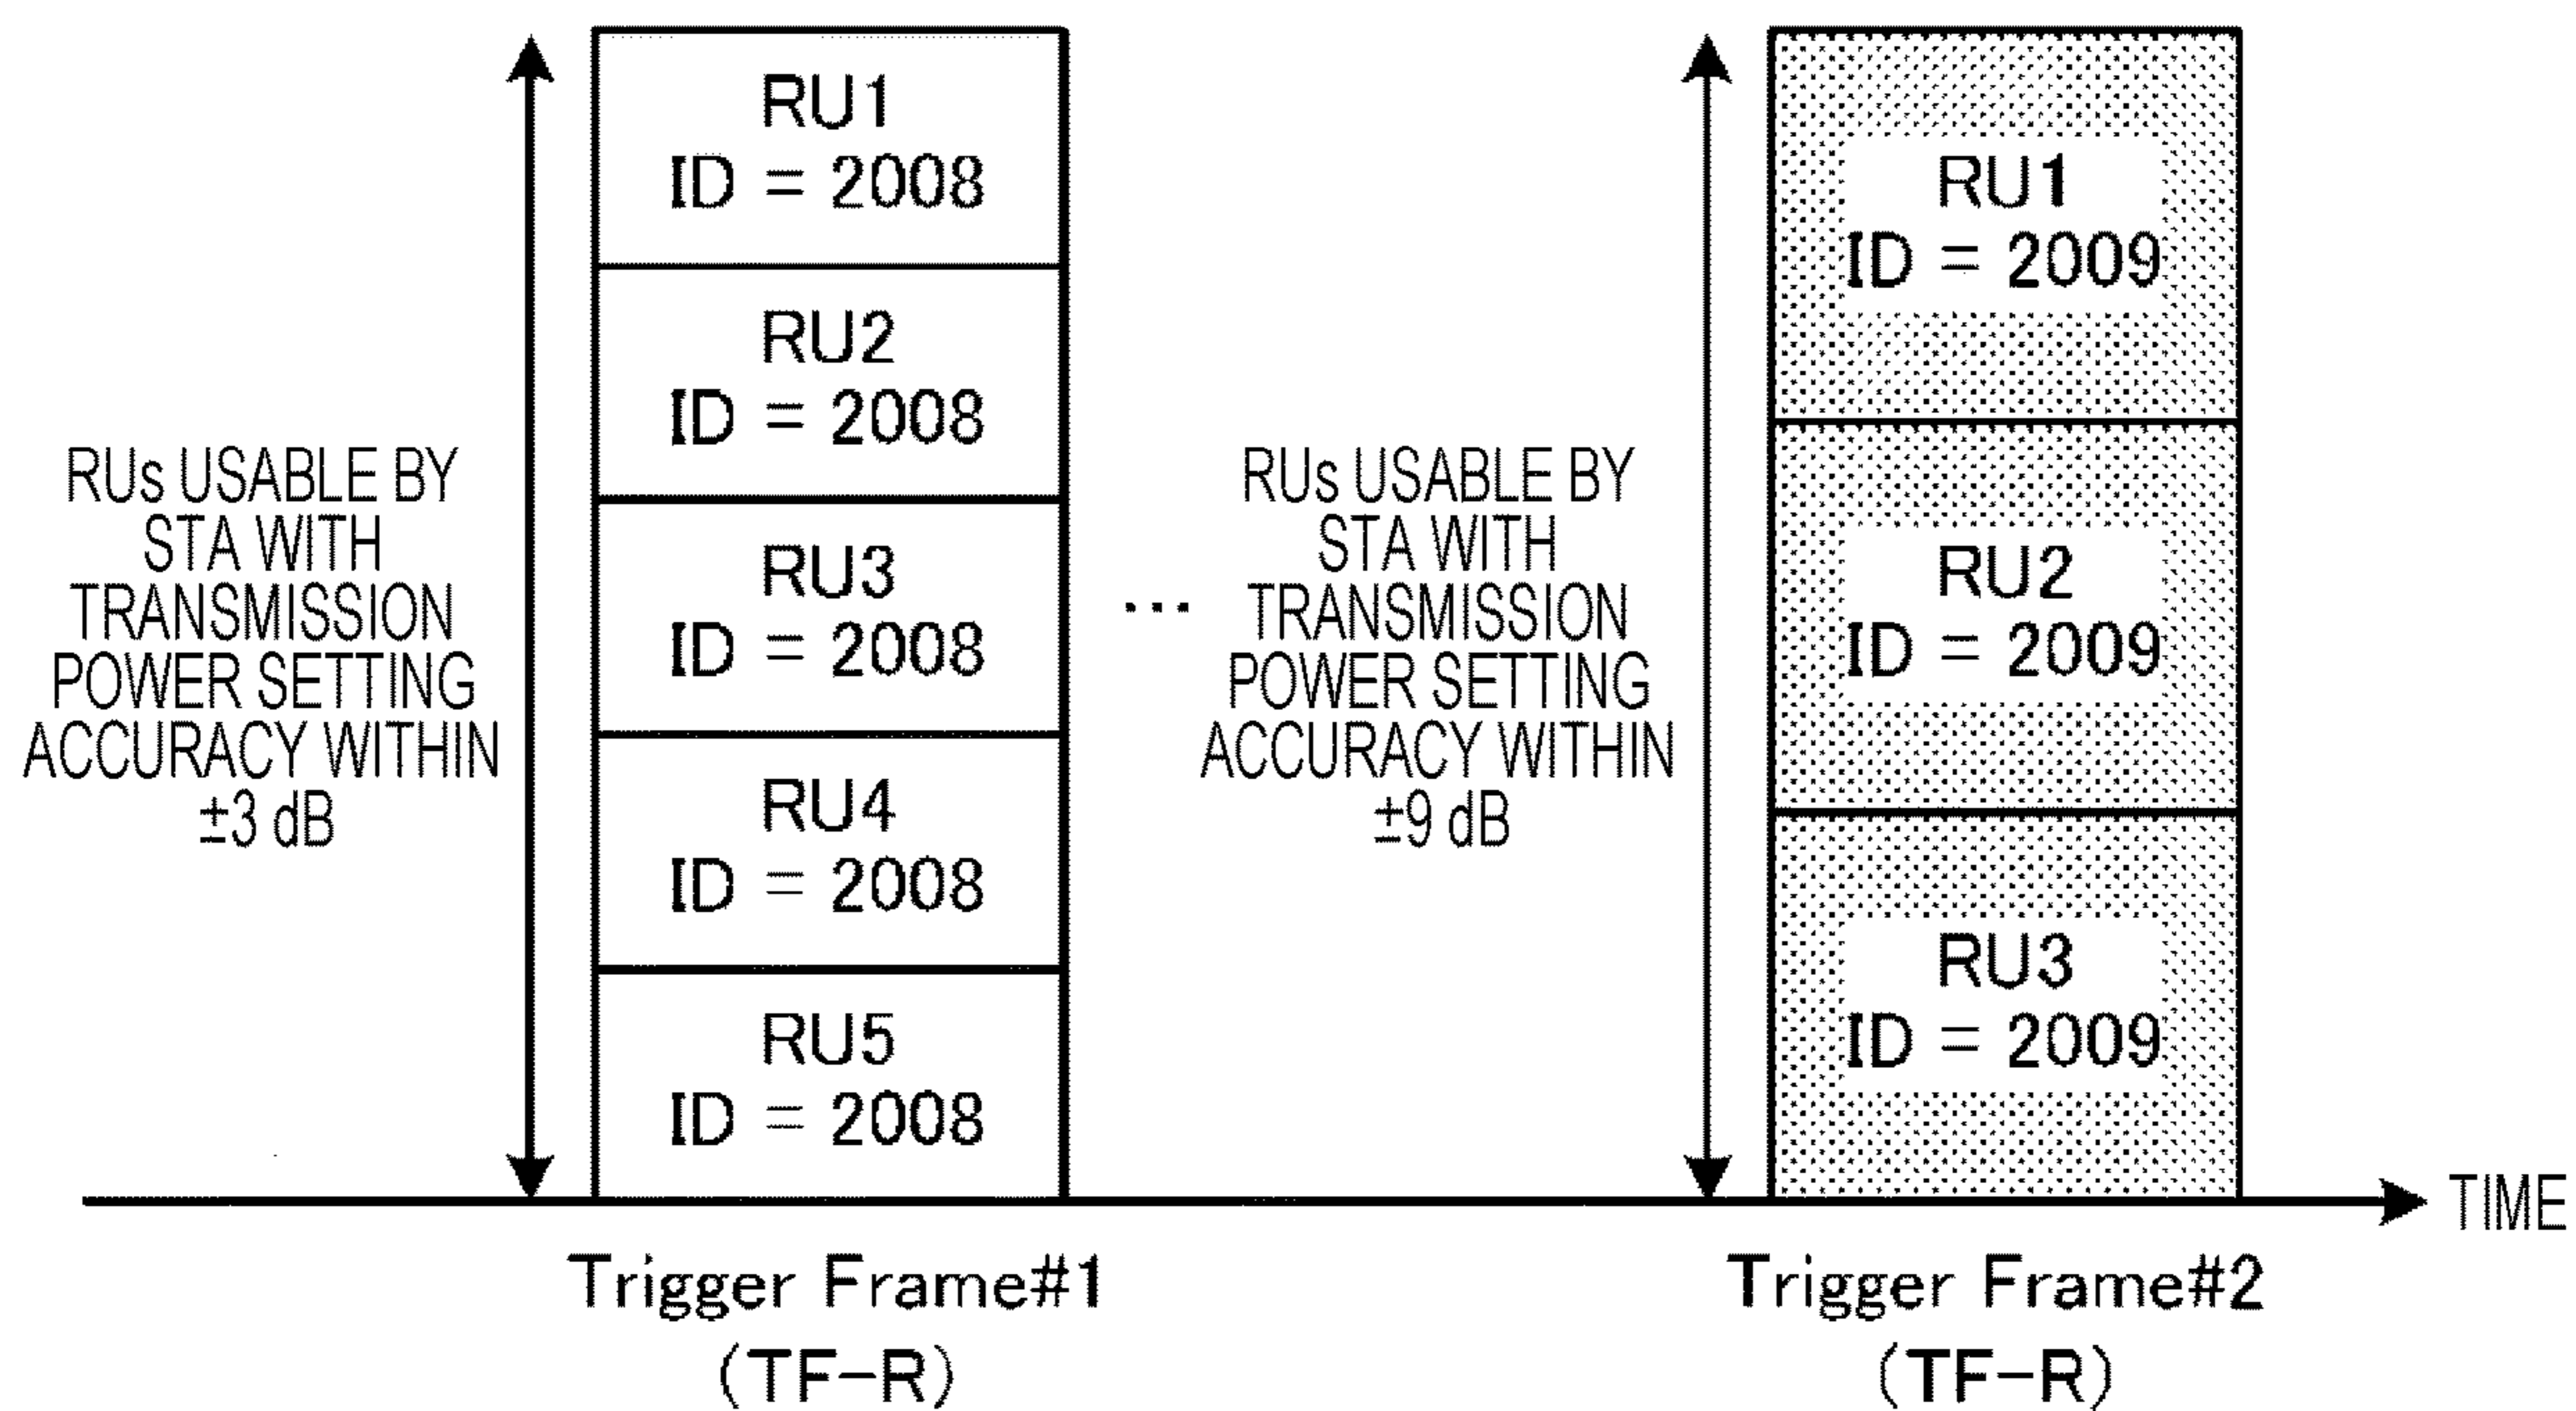 RUs USABLE BY
STA WITH
TRANSMISSION
POWER SETTING
ACCURACY WITHIN
±3 dB
RU1
ID = 2008
RU2
ID = 2008
RU3
ID = 2008
RU4
ID = 2008
RU5
ID = 2008
Trigger Frame#1
(TF-R)
...
RUs USABLE BY
STA WITH
TRANSMISSION
POWER SETTING
ACCURACY WITHIN
±9 dB
RU1
ID = 2009
RU2
ID = 2009
RU3
ID = 2009
Trigger Frame#2
(TF-R)
TIME